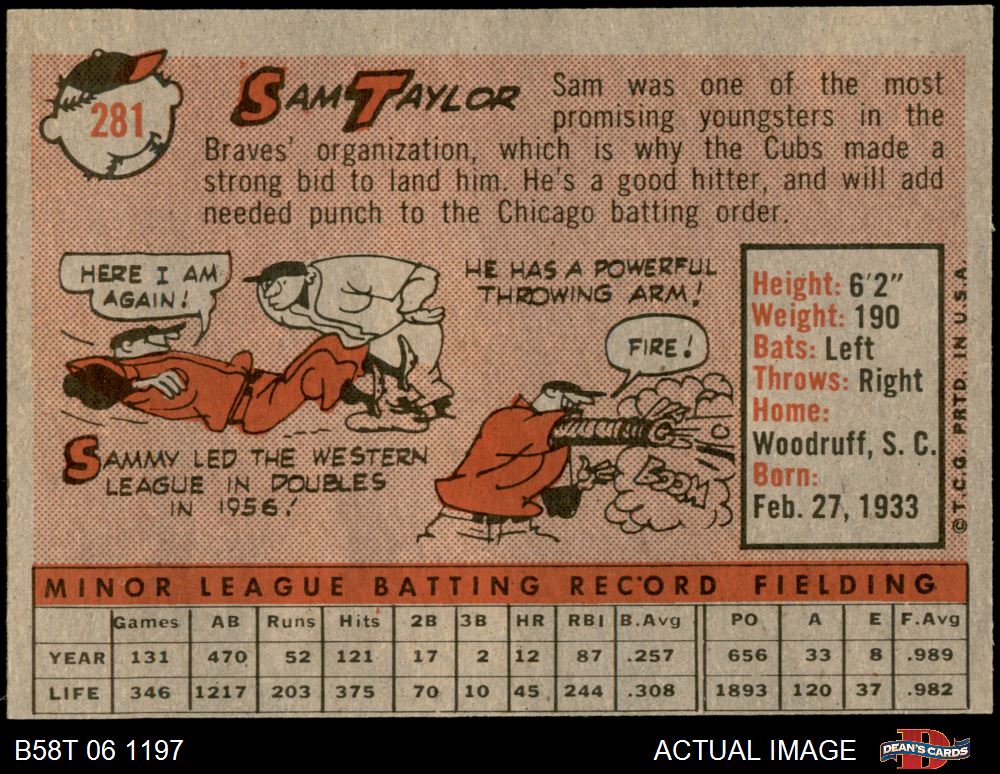 281
SAM TAYLOR
Sam was one of the most
promising youngsters in the
Braves' organization, which is why the Cubs made a
strong bid to land him. He's a good hitter, and will add
needed punch to the Chicago batting order.
HERE I AM
AGAIN!
SAMMY LED THE WESTERN
LEAGUE IN DOUBLES
IN 1956!
HE HAS A POWERFUL
THROWING ARM!
FIRE!
BOOM
Height: 6'2"
Weight: 190
Bats: Left
Throws: Right
Home:
Woodruff, S. C.
Born:
Feb. 27, 1933
© T.C.G. PRTD. IN U.S.A.
MINOR LEAGUE BATTING RECORD FIELDING
Games AB Runs Hits 2B 3B HR RBI B.Avg PO A E F.Avg
YEAR 131 470 52 121 17 2 12 87 .257 656 33 8 .989
LIFE 346 1217 203 375 70 10 45 244 .308 1893 120 37 .982
B58T 06 1197 ACTUAL IMAGE DEAN'S CARDS